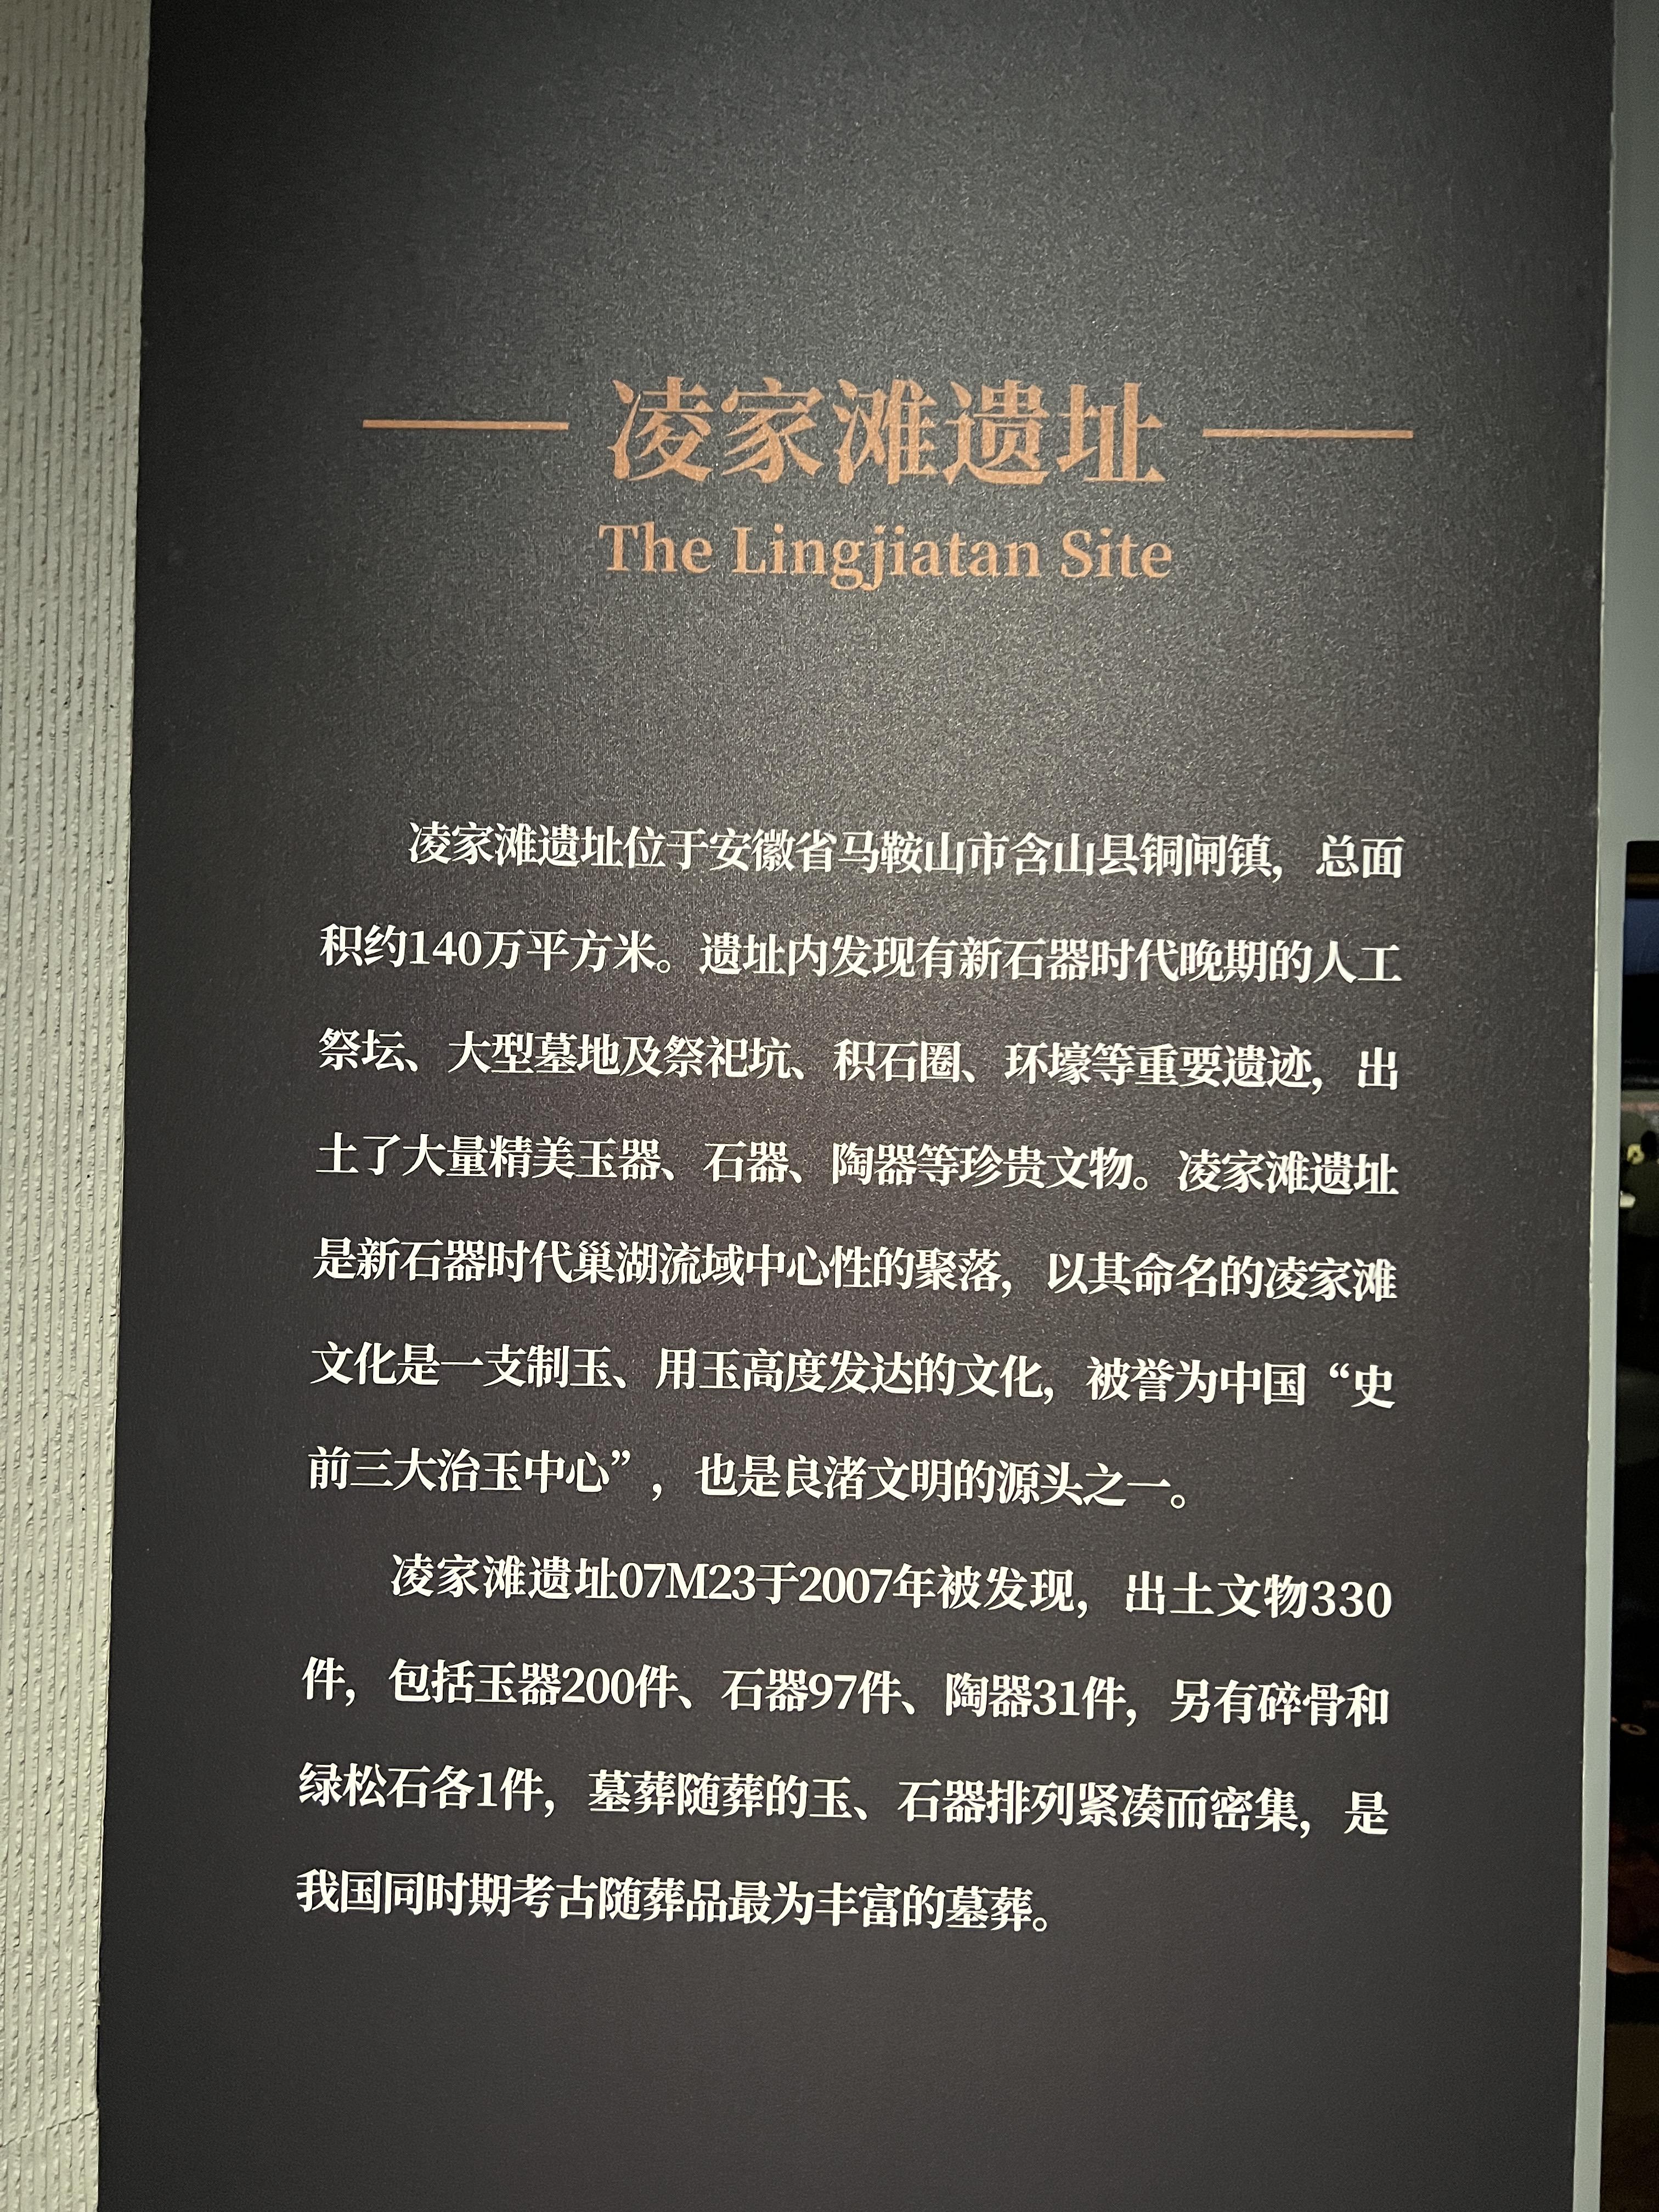 凌家滩遗址
The Lingjiatan Site
凌家滩遗址位于安徽省马鞍山市含山县铜闸镇，总面
积约140万平方米。遗址内发现有新石器时代晚期的人工
祭坛、大型墓地及祭祀坑、积石圈、环壕等重要遗迹，出
土了大量精美玉器、石器、陶器等珍贵文物。凌家滩遗址
是新石器时代巢湖流域中心性的聚落，以其命名的凌家滩
文化是一支制玉、用玉高度发达的文化，被誉为中国“史
前三大治玉中心”，也是良渚文明的源头之一。
凌家滩遗址07M23于2007年被发现，出土文物330
件，包括玉器200件、石器97件、陶器31件，另有碎骨和
绿松石各1件，墓葬随葬的玉、石器排列紧凑而密集，是
我国同时期考古随葬品最为丰富的墓葬。